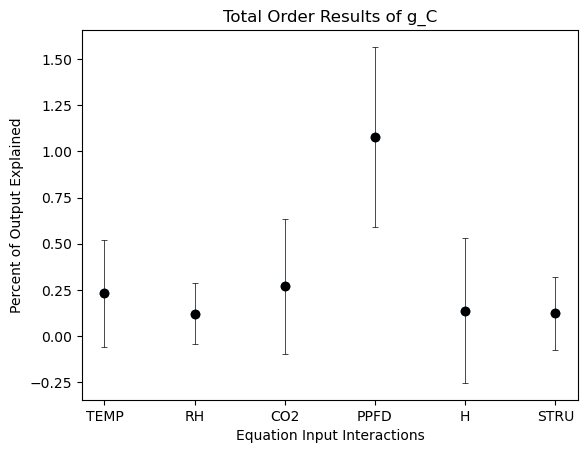 Total Order Results of g_C
Percent of Output Explained
1.50
1.25
1.00
0.75
0.50
0.25
0.00
−0.25
TEMP RH CO2 PPFD H STRU
Equation Input Interactions